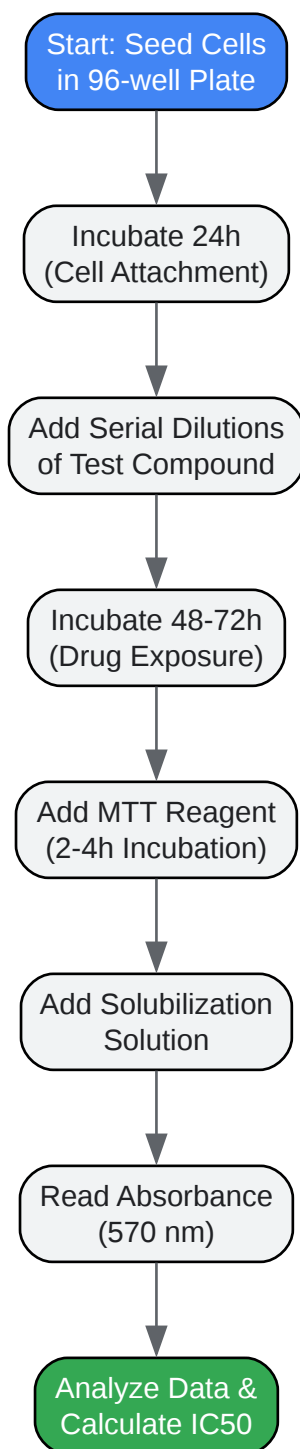 Start: Seed Cells
in 96-well Plate
Incubate 24h
(Cell Attachment)
Add Serial Dilutions
of Test Compound
Incubate 48-72h
(Drug Exposure)
Add MTT Reagent
(2-4h Incubation)
Add Solubilization
Solution
Read Absorbance
(570 nm)
Analyze Data &
Calculate IC50